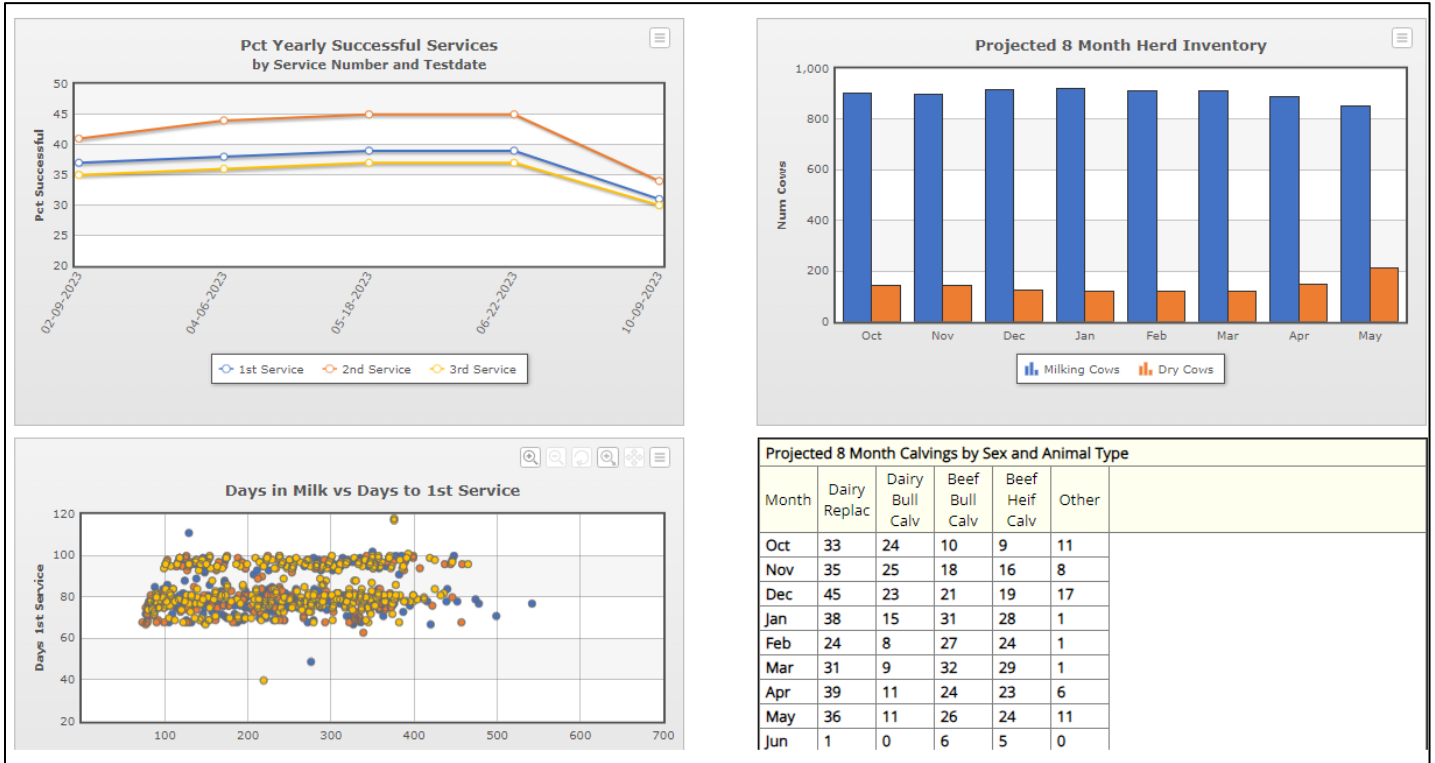 Pct Yearly Successful Services
by Service Number and Testdate
Pct Successful
50
45
40
35
30
25
20
02-09-2023
04-06-2023
05-18-2023
06-22-2023
10-09-2023
1st Service 2nd Service 3rd Service
Projected 8 Month Herd Inventory
Num Cows
1,000
800
600
400
200
0
Oct Nov Dec Jan Feb Mar Apr May
Milking Cows Dry Cows
Days in Milk vs Days to 1st Service
Days 1st Service
120
100
80
60
40
20
100 200 300 400 500 600 700
Projected 8 Month Calvings by Sex and Animal Type
Month Dairy Replac Dairy Bull Calv Beef Bull Calv Beef Heif Calv Other
Oct 33 24 10 9 11
Nov 35 25 18 16 8
Dec 45 23 21 19 17
Jan 38 15 31 28 1
Feb 24 8 27 24 1
Mar 31 9 32 29 1
Apr 39 11 24 23 6
May 36 11 26 24 11
Jun 1 0 6 5 0